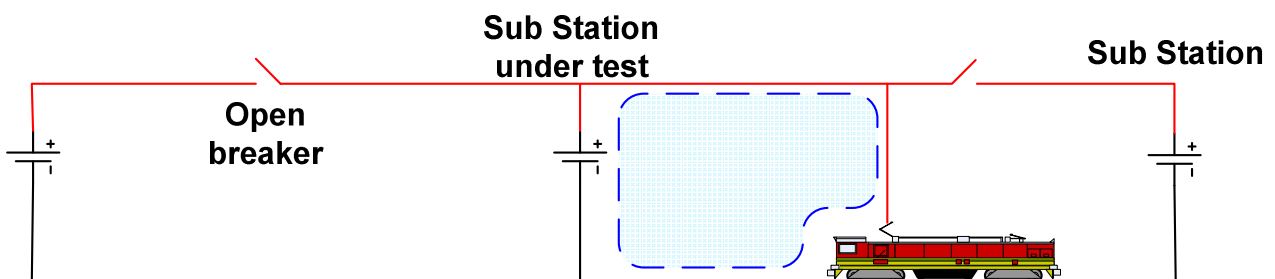 Sub Station
under test
Sub Station
Open
breaker
+
+
+